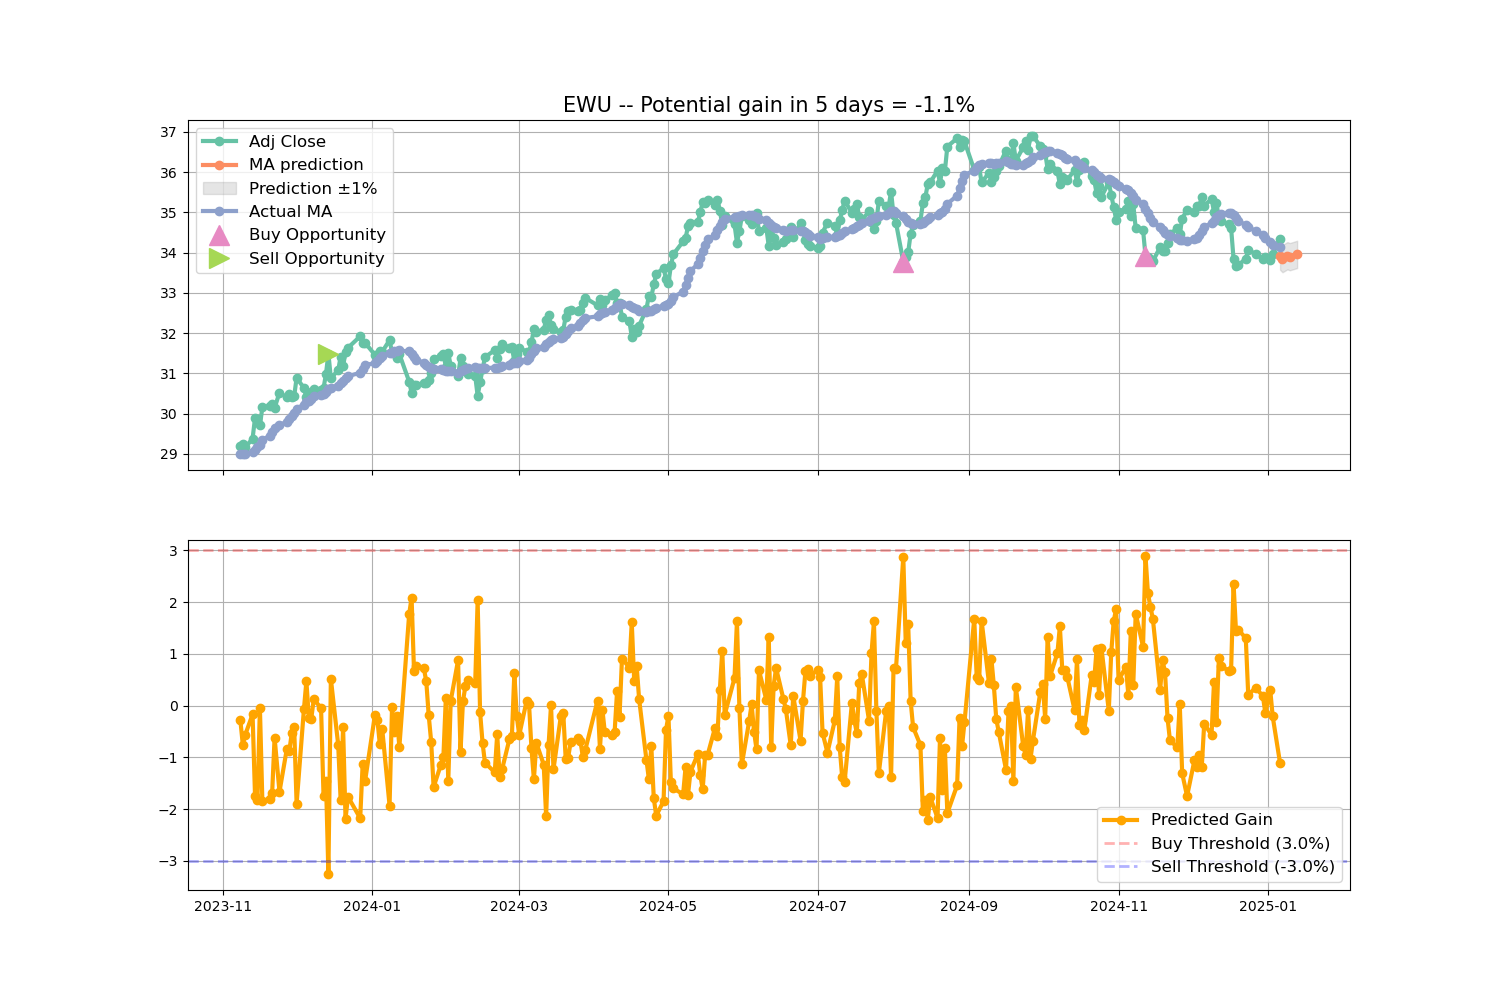 EWU -- Potential gain in 5 days = -1.1%
37
36
35
34
33
32
31
30
29
Adj Close
MA prediction
Prediction ±1%
Actual MA
Buy Opportunity
Sell Opportunity
3
2
1
0
−1
−2
−3
Predicted Gain
Buy Threshold (3.0%)
Sell Threshold (-3.0%)
2023-11
2024-01
2024-03
2024-05
2024-07
2024-09
2024-11
2025-01